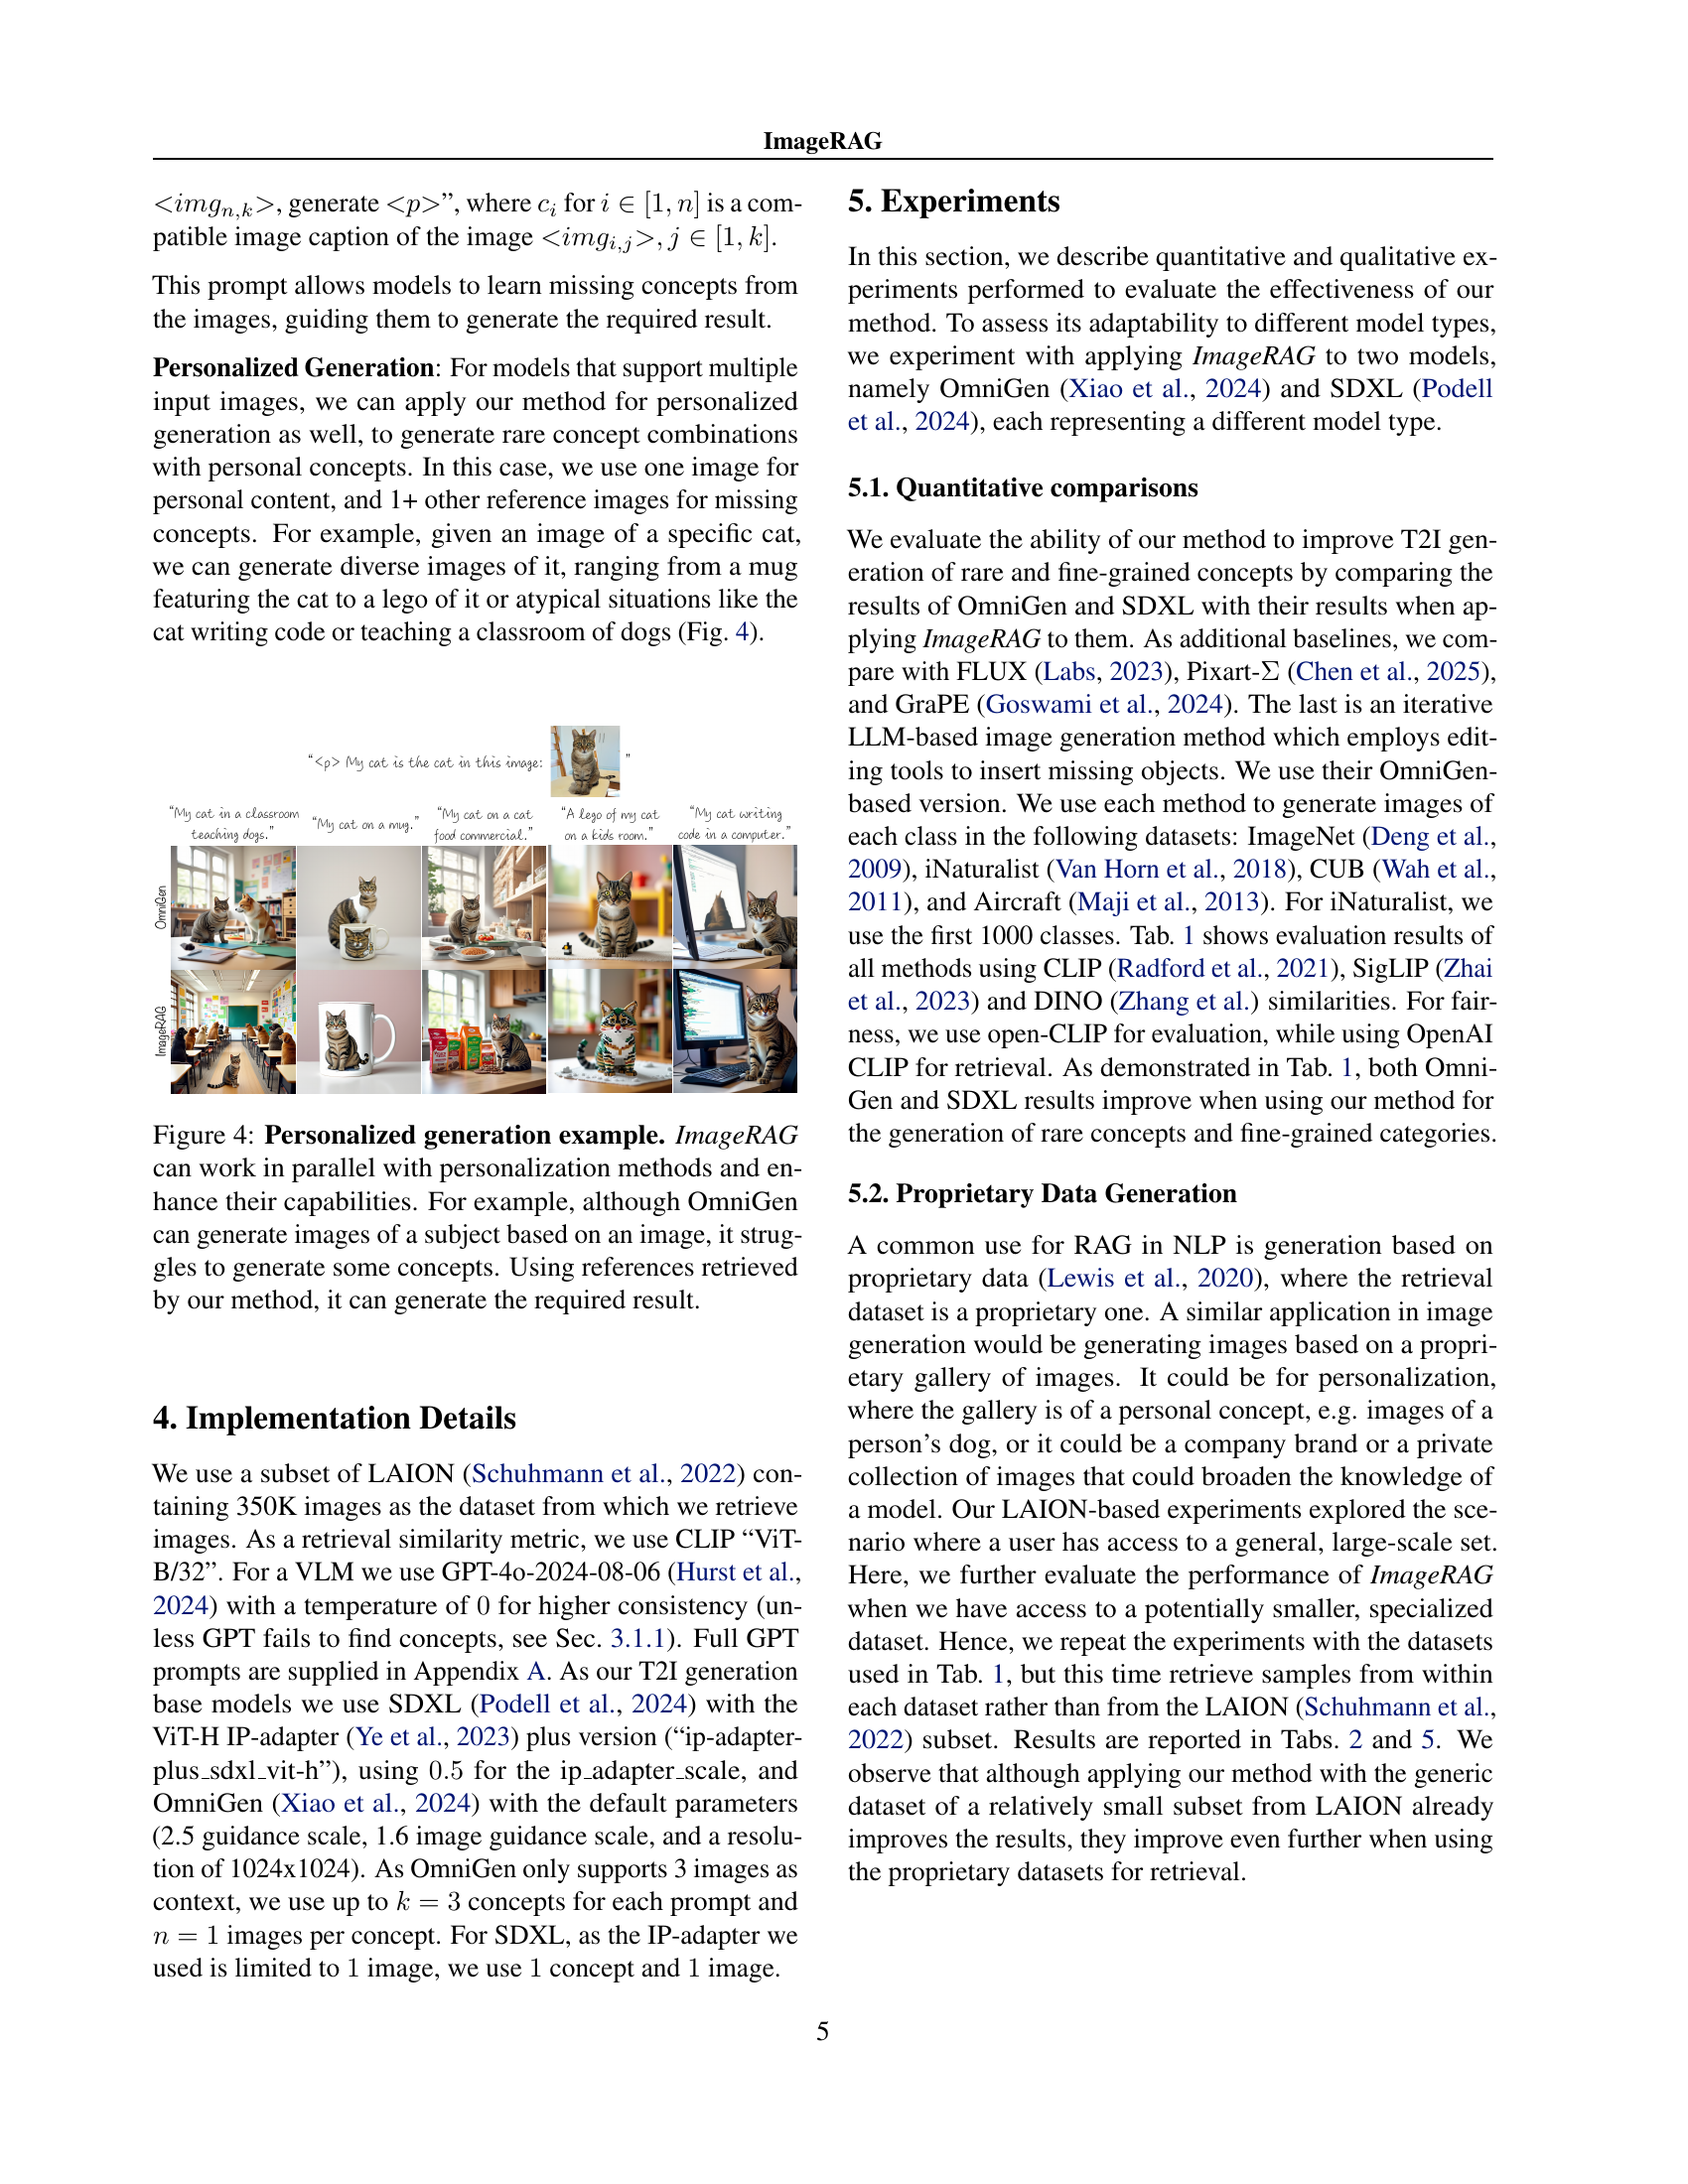 ImageRAG
<img_{n,k}>, generate <p>”, where c_i for i ∈ [1, n] is a com-
patible image caption of the image <img_{i,j}>, j ∈ [1, k].
This prompt allows models to learn missing concepts from
the images, guiding them to generate the required result.
Personalized Generation: For models that support multiple
input images, we can apply our method for personalized
generation as well, to generate rare concept combinations
with personal concepts. In this case, we use one image for
personal content, and 1+ other reference images for missing
concepts. For example, given an image of a specific cat,
we can generate diverse images of it, ranging from a mug
featuring the cat to a lego of it or atypical situations like the
cat writing code or teaching a classroom of dogs (Fig. 4).
“<p> My cat is the cat in this image: ”
“My cat in a classroom
teaching dogs.”
“My cat on a mug.”
“My cat on a cat
food commercial.”
“A lego of my cat
on a kids room.”
“My cat writing
code in a computer.”
OmniGen
ImageRAG
Figure 4: Personalized generation example. ImageRAG
can work in parallel with personalization methods and en-
hance their capabilities. For example, although OmniGen
can generate images of a subject based on an image, it strug-
gles to generate some concepts. Using references retrieved
by our method, it can generate the required result.
4. Implementation Details
We use a subset of LAION (Schuhmann et al., 2022) con-
taining 350K images as the dataset from which we retrieve
images. As a retrieval similarity metric, we use CLIP “ViT-
B/32”. For a VLM we use GPT-4o-2024-08-06 (Hurst et al.,
2024) with a temperature of 0 for higher consistency (un-
less GPT fails to find concepts, see Sec. 3.1.1). Full GPT
prompts are supplied in Appendix A. As our T2I generation
base models we use SDXL (Podell et al., 2024) with the
ViT-H IP-adapter (Ye et al., 2023) plus version (“ip-adapter-
plus_sdxl_vit-h”), using 0.5 for the ip_adapter_scale, and
OmniGen (Xiao et al., 2024) with the default parameters
(2.5 guidance scale, 1.6 image guidance scale, and a resolu-
tion of 1024x1024). As OmniGen only supports 3 images as
context, we use up to k = 3 concepts for each prompt and
n = 1 images per concept. For SDXL, as the IP-adapter we
used is limited to 1 image, we use 1 concept and 1 image.
5. Experiments
In this section, we describe quantitative and qualitative ex-
periments performed to evaluate the effectiveness of our
method. To assess its adaptability to different model types,
we experiment with applying ImageRAG to two models,
namely OmniGen (Xiao et al., 2024) and SDXL (Podell
et al., 2024), each representing a different model type.
5.1. Quantitative comparisons
We evaluate the ability of our method to improve T2I gen-
eration of rare and fine-grained concepts by comparing the
results of OmniGen and SDXL with their results when ap-
plying ImageRAG to them. As additional baselines, we com-
pare with FLUX (Labs, 2023), Pixart-Σ (Chen et al., 2025),
and GraPE (Goswami et al., 2024). The last is an iterative
LLM-based image generation method which employs edit-
ing tools to insert missing objects. We use their OmniGen-
based version. We use each method to generate images of
each class in the following datasets: ImageNet (Deng et al.,
2009), iNaturalist (Van Horn et al., 2018), CUB (Wah et al.,
2011), and Aircraft (Maji et al., 2013). For iNaturalist, we
use the first 1000 classes. Tab. 1 shows evaluation results of
all methods using CLIP (Radford et al., 2021), SigLIP (Zhai
et al., 2023) and DINO (Zhang et al.) similarities. For fair-
ness, we use open-CLIP for evaluation, while using OpenAI
CLIP for retrieval. As demonstrated in Tab. 1, both Omni-
Gen and SDXL results improve when using our method for
the generation of rare concepts and fine-grained categories.
5.2. Proprietary Data Generation
A common use for RAG in NLP is generation based on
proprietary data (Lewis et al., 2020), where the retrieval
dataset is a proprietary one. A similar application in image
generation would be generating images based on a propri-
etary gallery of images. It could be for personalization,
where the gallery is of a personal concept, e.g. images of a
person’s dog, or it could be a company brand or a private
collection of images that could broaden the knowledge of
a model. Our LAION-based experiments explored the sce-
nario where a user has access to a general, large-scale set.
Here, we further evaluate the performance of ImageRAG
when we have access to a potentially smaller, specialized
dataset. Hence, we repeat the experiments with the datasets
used in Tab. 1, but this time retrieve samples from within
each dataset rather than from the LAION (Schuhmann et al.,
2022) subset. Results are reported in Tabs. 2 and 5. We
observe that although applying our method with the generic
dataset of a relatively small subset from LAION already
improves the results, they improve even further when using
the proprietary datasets for retrieval.
5